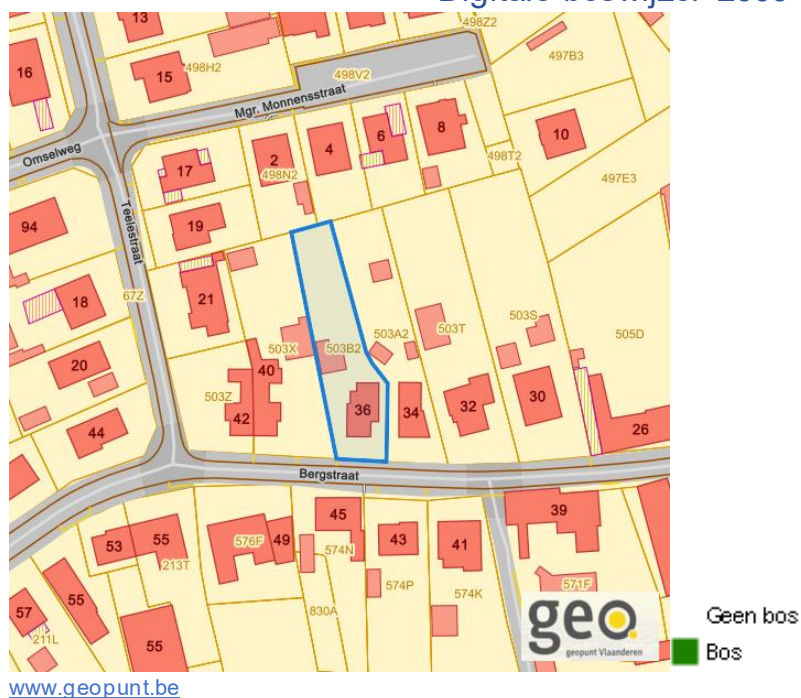 13
498Z2
16
15
498H2
498V2
497B3
Mgr. Monnensstraat
Omselweg
2
4
6
8
10
17
498N2
498T2
497E3
94
Teelestraat
19
18
67Z
21
503X
503B2
503A2
503T
503S
505D
20
40
503Z
42
36
34
32
30
26
44
Bergstraat
53
55
213T
576F
49
45
574N
43
41
39
574P
574K
571F
830A
57
55
211L
55
geo
geopunt Vlaanderen
Geen bos
Bos
www.geopunt.be